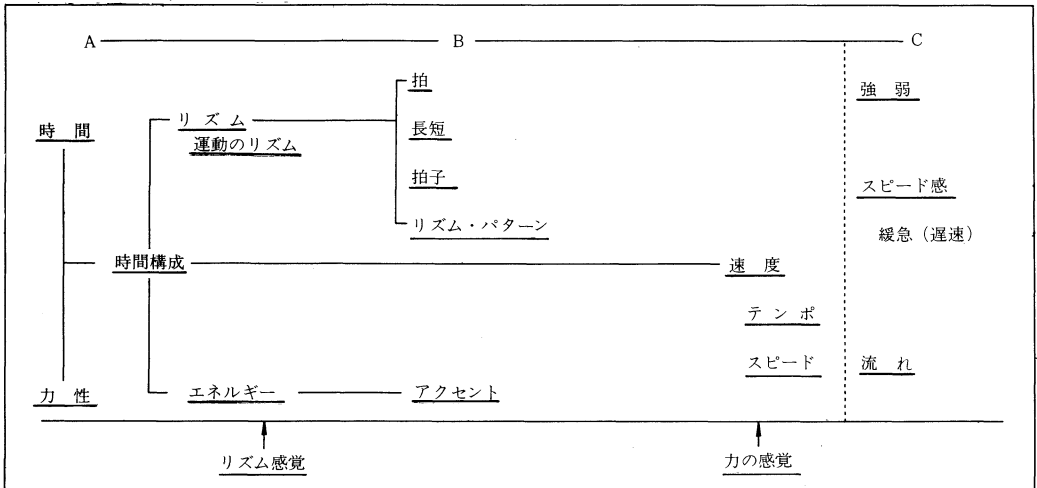 A B C
拍
強 弱
リ ズ ム
時 間
長短
運動のリズム
拍子
スピード感
リズム・パターン
緩急（遅速）
時間構成
速 度
テ ン ポ
スピード
流 れ
エネルギー
アクセント
力 性
リズム感覚
力の感覚